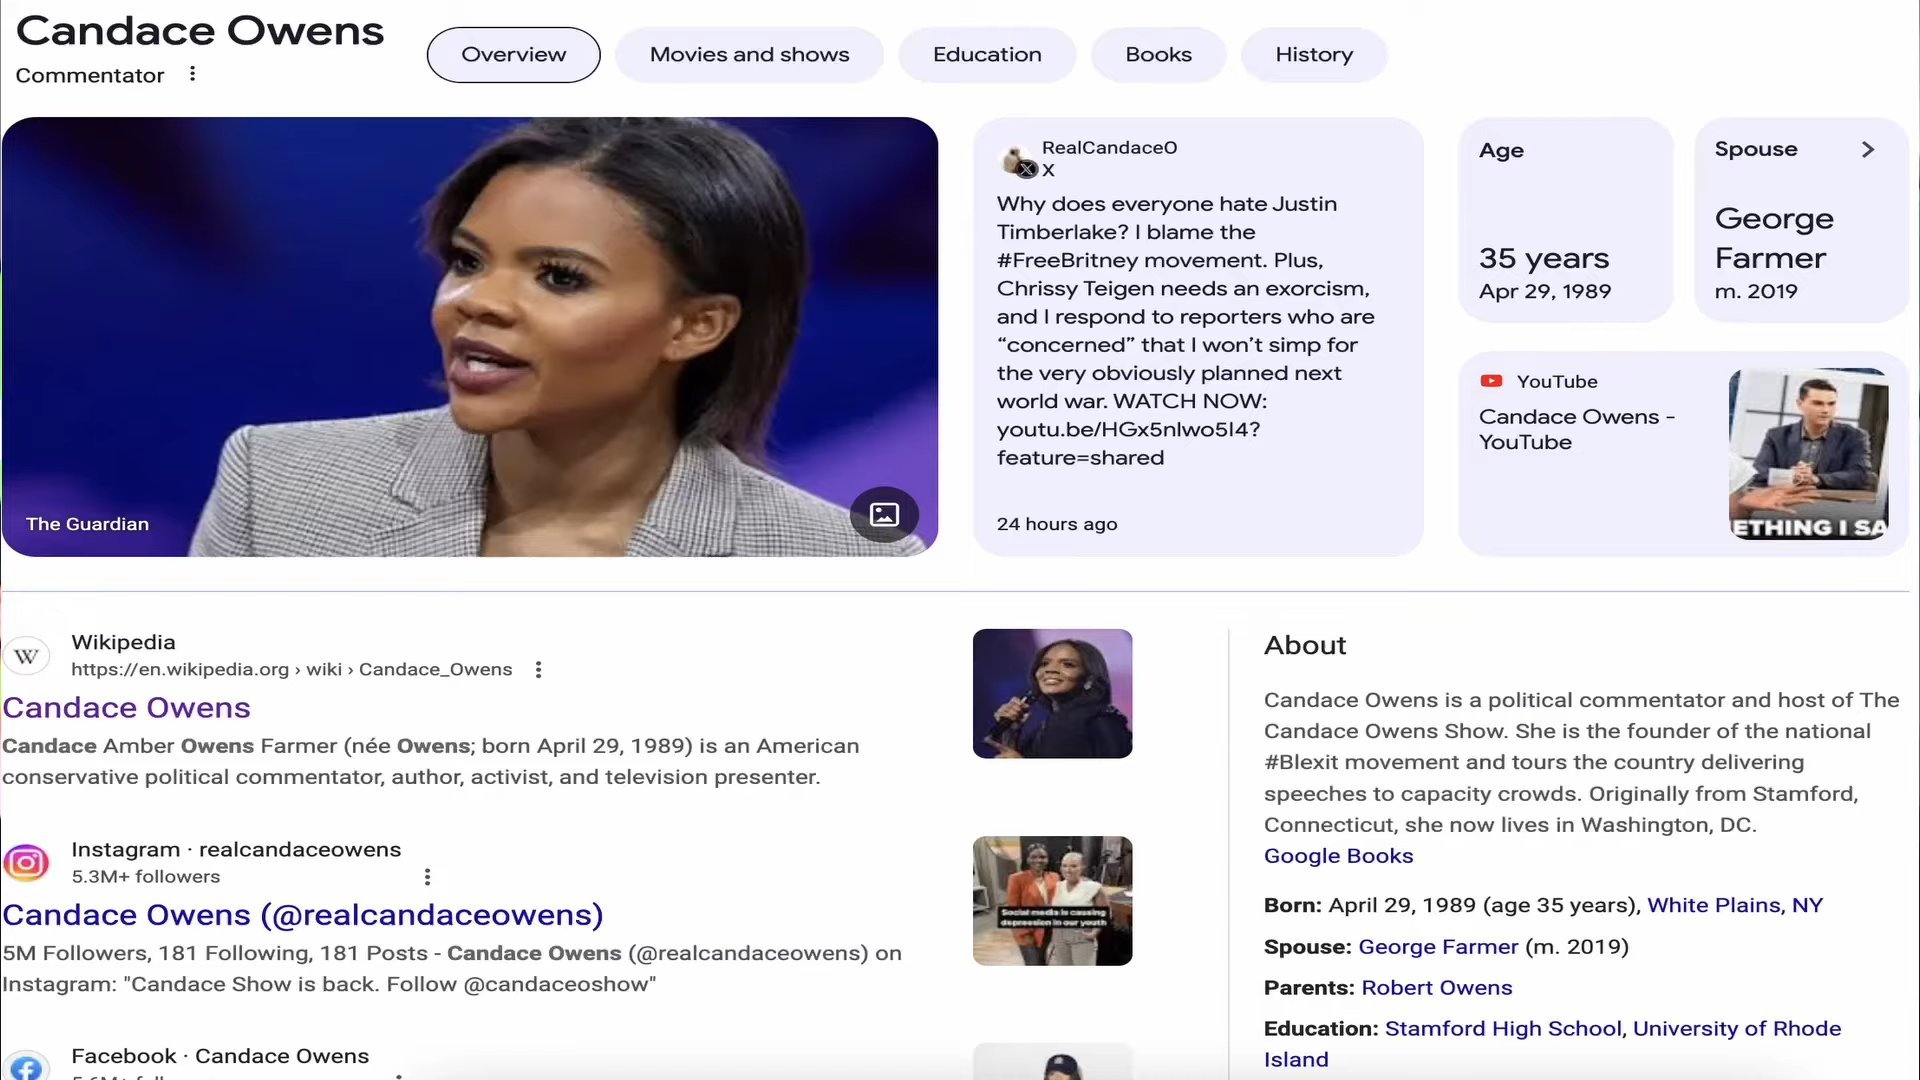 Candace Owens
Commentator
Overview
Movies and shows
Education
Books
History
The Guardian
RealCandaceO
X
Why does everyone hate Justin
Timberlake? I blame the
#FreeBritney movement. Plus,
Chrissy Teigen needs an exorcism,
and I respond to reporters who are
“concerned” that I won’t simp for
the very obviously planned next
world war. WATCH NOW:
youtu.be/HGx5nlwo5I4?
feature=shared
24 hours ago
Age
35 years
Apr 29, 1989
Spouse
George
Farmer
m. 2019
YouTube
Candace Owens -
YouTube
ETHING I SA
Wikipedia
https://en.wikipedia.org › wiki › Candace_Owens
Candace Owens
Candace Amber Owens Farmer (née Owens; born April 29, 1989) is an American
conservative political commentator, author, activist, and television presenter.
Instagram · realcandaceowens
5.3M+ followers
Candace Owens (@realcandaceowens)
5M Followers, 181 Following, 181 Posts - Candace Owens (@realcandaceowens) on
Instagram: "Candace Show is back. Follow @candaceoshow"
Social media is causing
depression in our youth
Facebook · Candace Owens
About
Candace Owens is a political commentator and host of The
Candace Owens Show. She is the founder of the national
#Blexit movement and tours the country delivering
speeches to capacity crowds. Originally from Stamford,
Connecticut, she now lives in Washington, DC.
Google Books
Born: April 29, 1989 (age 35 years), White Plains, NY
Spouse: George Farmer (m. 2019)
Parents: Robert Owens
Education: Stamford High School, University of Rhode
Island